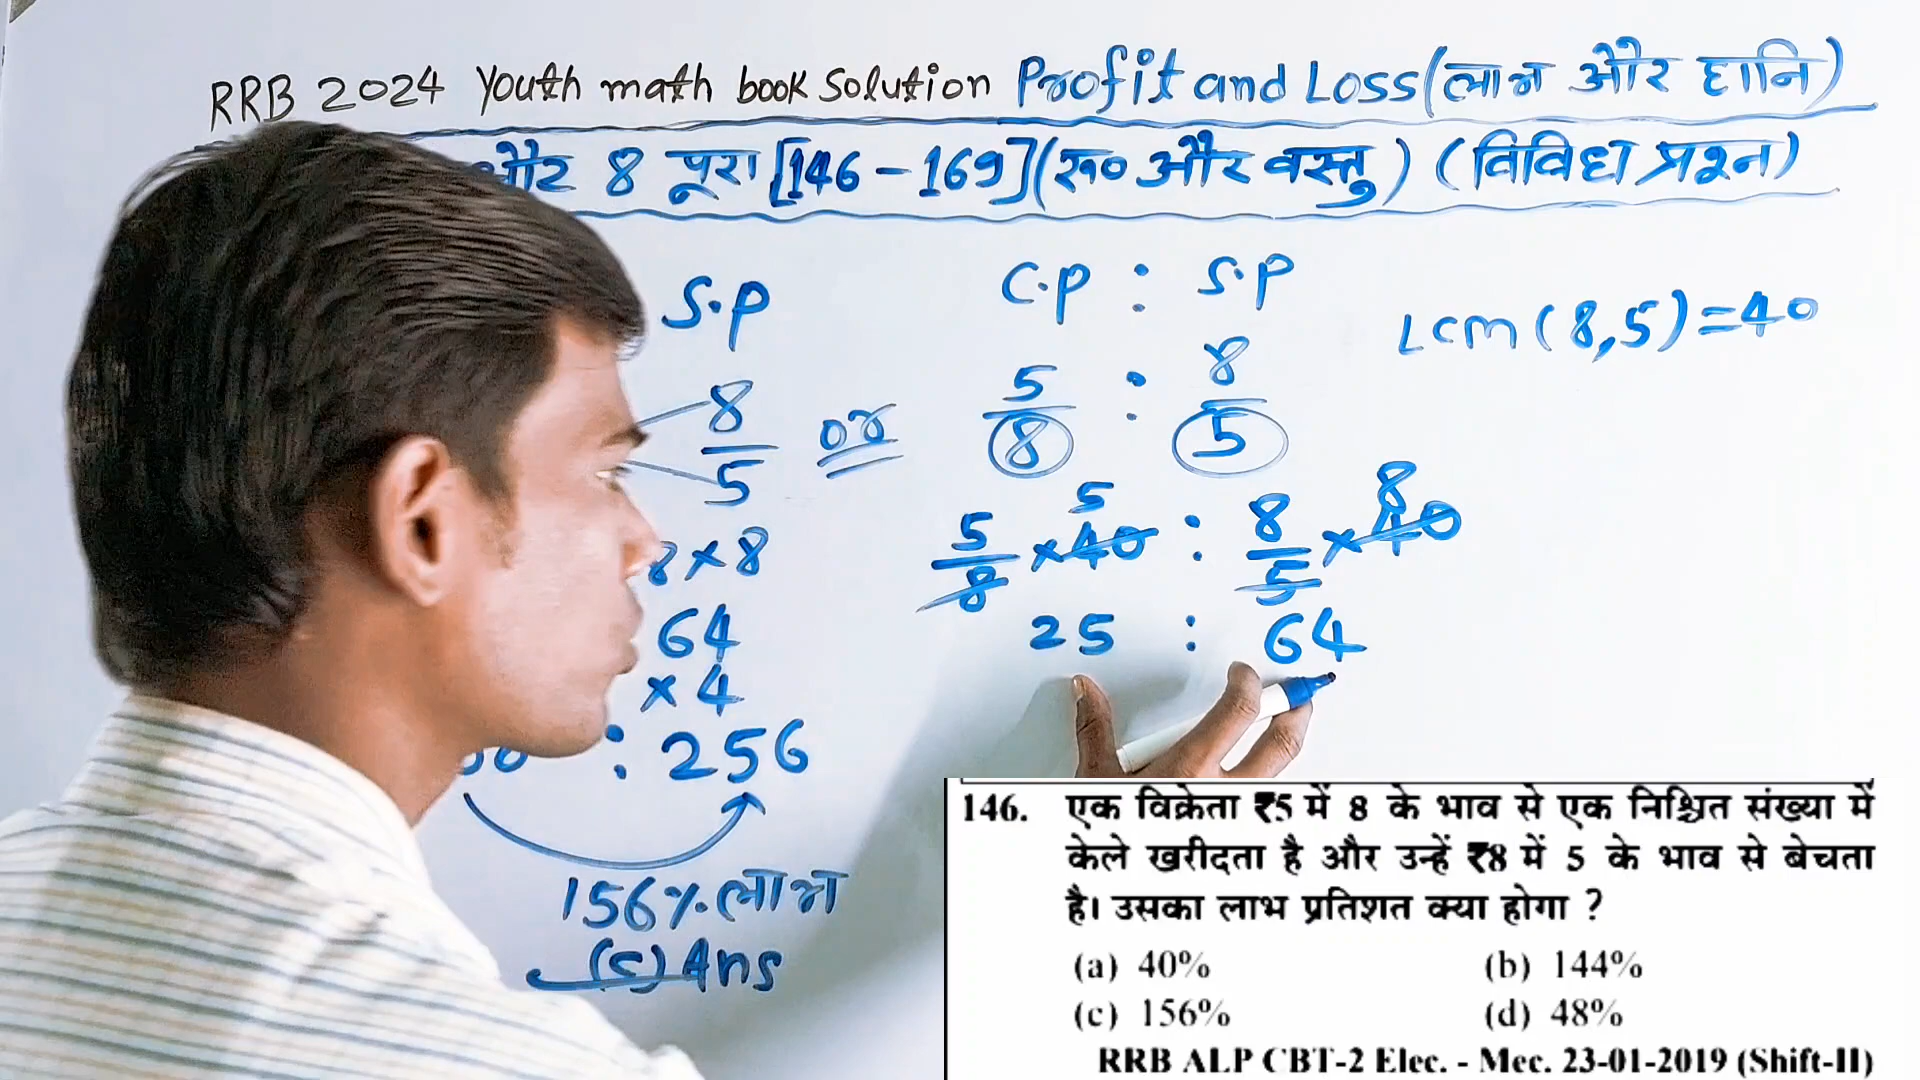 RRB 2024 Youth math book Solution Profit and Loss (लाभ और हानि)
और 8 पूरा [146 - 169] (रु० और वस्तु) (विविध प्रश्न)
S.P
8
5
8 × 8
64
× 4
: 256
156% लाभ
(c) Ans
or
C.P : S.P
5 : 8
8 5
5 8
5 × 40 : 8 × 40
8 5
25 : 64
LCM (8,5) = 40
146. एक विक्रेता ₹5 में 8 के भाव से एक निश्चित संख्या में
केले खरीदता है और उन्हें ₹8 में 5 के भाव से बेचता
है। उसका लाभ प्रतिशत क्या होगा ?
(a) 40% (b) 144%
(c) 156% (d) 48%
RRB ALP CBT-2 Elec. - Mec. 23-01-2019 (Shift-II)